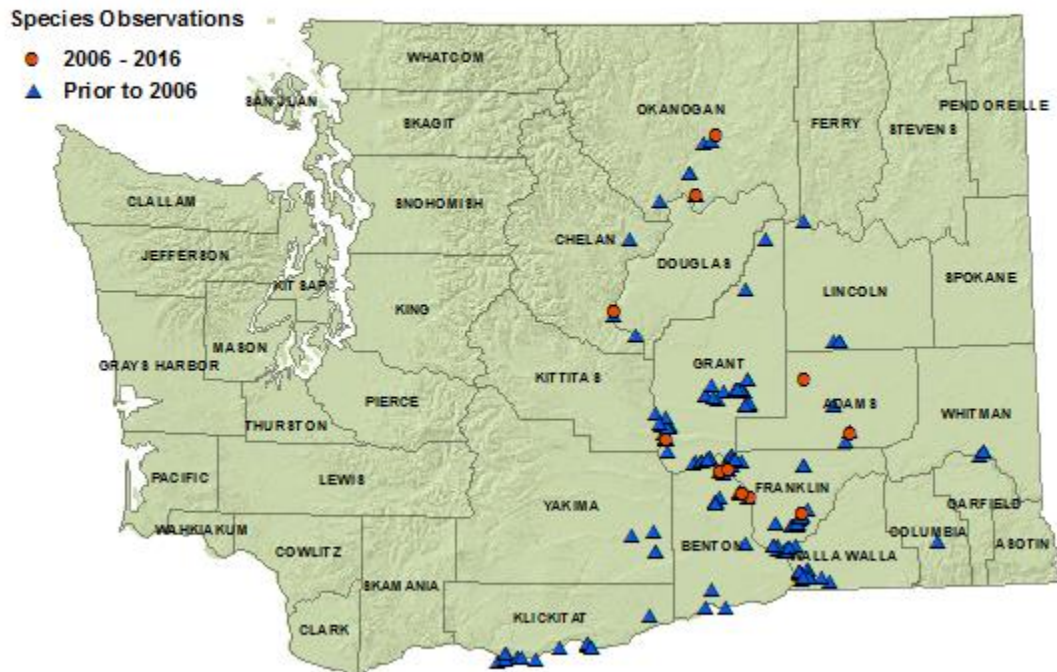 Species Observations
2006 - 2016
Prior to 2006
WHATCOM
SAN JUAN
SKAGIT
OKANOGAN
FERRY
STEVENS
PEND OREILLE
CLALLAM
SNOHOMISH
CHELAN
DOUGLAS
JEFFERSON
KITSAP
KING
LINCOLN
SPOKANE
MASON
GRAYS HARBOR
KITTITAS
GRANT
PIERCE
ADAMS
WHITMAN
THURSTON
PACIFIC
LEWIS
YAKIMA
FRANKLIN
GARFIELD
WAHKIAKUM
COWLITZ
BENTON
COLUMBIA
ASOTIN
WALLA WALLA
SKAMANIA
KLICKITAT
CLARK